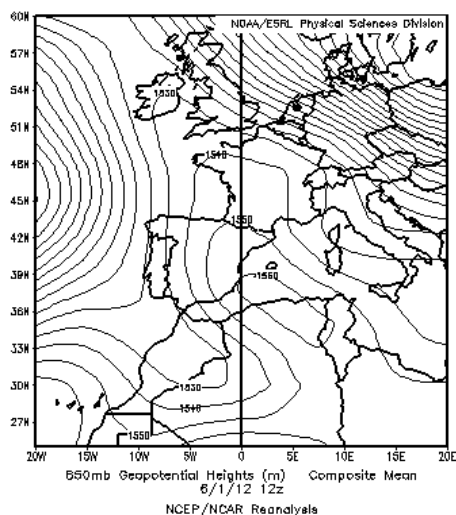 NOAA/ESRL Physical Sciences Division
60N
57N
54N
51N
48N
45N
42N
39N
36N
33N
30N
27N
1530
1540
1550
1560
1530
1540
1550
20W
15W
10W
5W
0
5E
10E
15E
20E
850mb Geopotential Heights (m) Composite Mean
6/1/12 12z
NCEP/NCAR Reanalysis